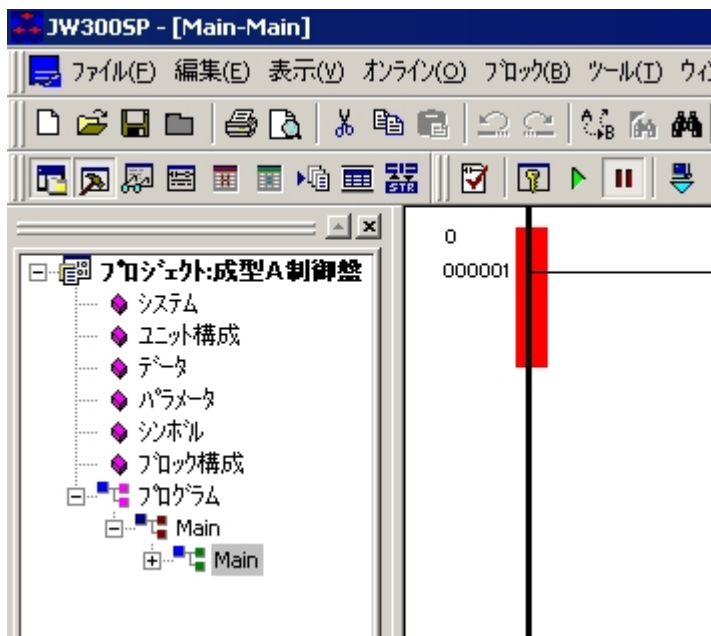 JW300SP - [Main-Main]
ファイル(F) 編集(E) 表示(V) オンライン(O) ブロック(B) ツール(T) ウィ
A B
STR
0
000001
プロジェクト:成型A制御盤
システム
ユニット構成
データ
パラメータ
シンボル
ブロック構成
プログラム
Main
Main